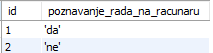 id poznavanje_rada_na_racunaru
1 'da'
2 'ne'